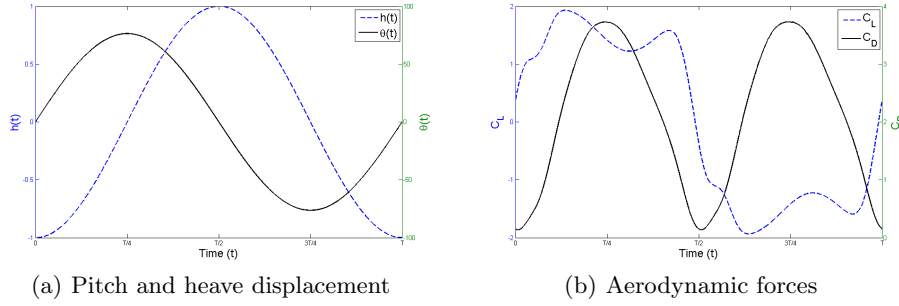 h(t)
θ(t)
1
0.5
0
-0.5
-1
h(t)
100
50
0
-50
-100
θ(t)
0
T/4
T/2
3T/4
T
Time (t)
(a) Pitch and heave displacement
C_L
C_D
2
1
0
-1
-2
C_L
4
3
2
1
0
0
T/4
T/2
3T/4
T
Time (t)
(b) Aerodynamic forces